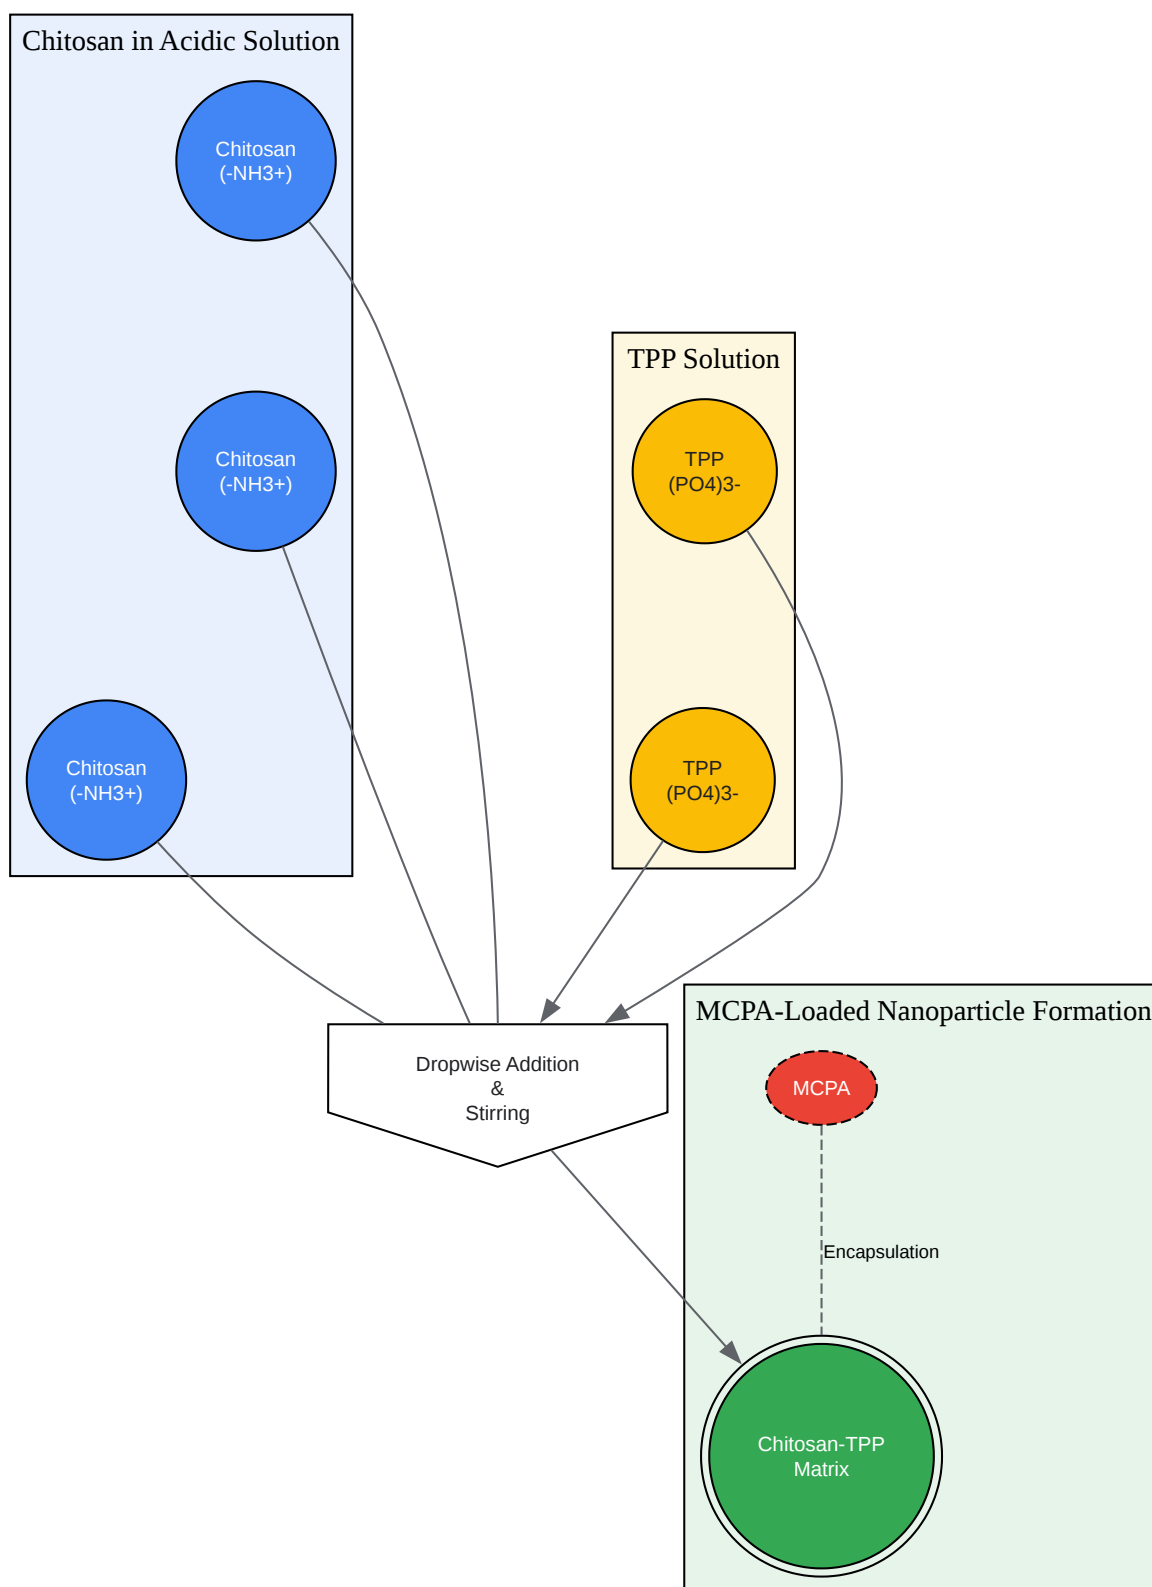 Chitosan in Acidic Solution
Chitosan
(-NH3+)
Chitosan
(-NH3+)
Chitosan
(-NH3+)
TPP Solution
TPP
(PO4)3-
TPP
(PO4)3-
Dropwise Addition
&
Stirring
MCPA-Loaded Nanoparticle Formation
MCPA
Encapsulation
Chitosan-TPP
Matrix